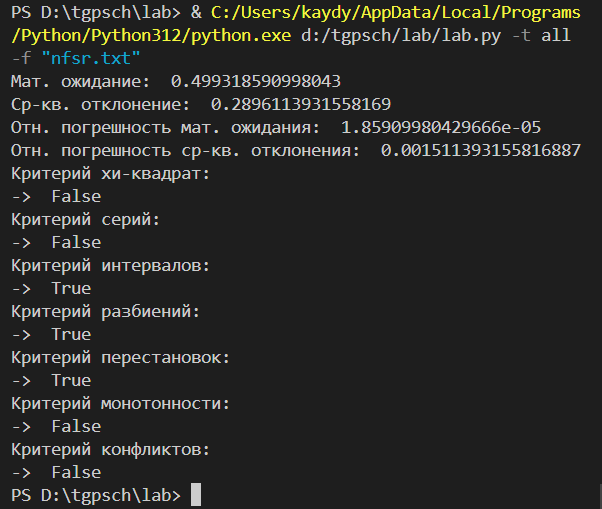 PS D:\tgpsch\lab> & C:/Users/kaydy/AppData/Local/Programs
/Python/Python312/python.exe d:/tgpsch/lab/lab.py -t all
-f "nfsr.txt"
Мат. ожидание:  0.499318590998043
Ср-кв. отклонение:  0.2896113931558169
Отн. погрешность мат. ожидания:  1.85909980429666e-05
Отн. погрешность ср-кв. отклонения:  0.001511393155816887
Критерий хи-квадрат:
->  False
Критерий серий:
->  False
Критерий интервалов:
->  True
Критерий разбиений:
->  True
Критерий перестановок:
->  True
Критерий монотонности:
->  False
Критерий конфликтов:
->  False
PS D:\tgpsch\lab>